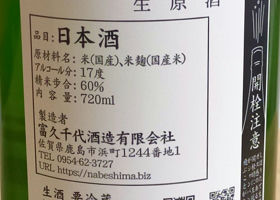 生原酒
品目：日本酒
原材料名：米(国産)、米麹(国産米)
アルコール分：17度
精米歩合：60%
内容量：720ml
製造者
富久千代酒造有限会社
佐賀県鹿島市浜町1244番地1
TEL 0954-62-3727
URL https://nabeshima.biz
生酒 要冷蔵
開栓注意